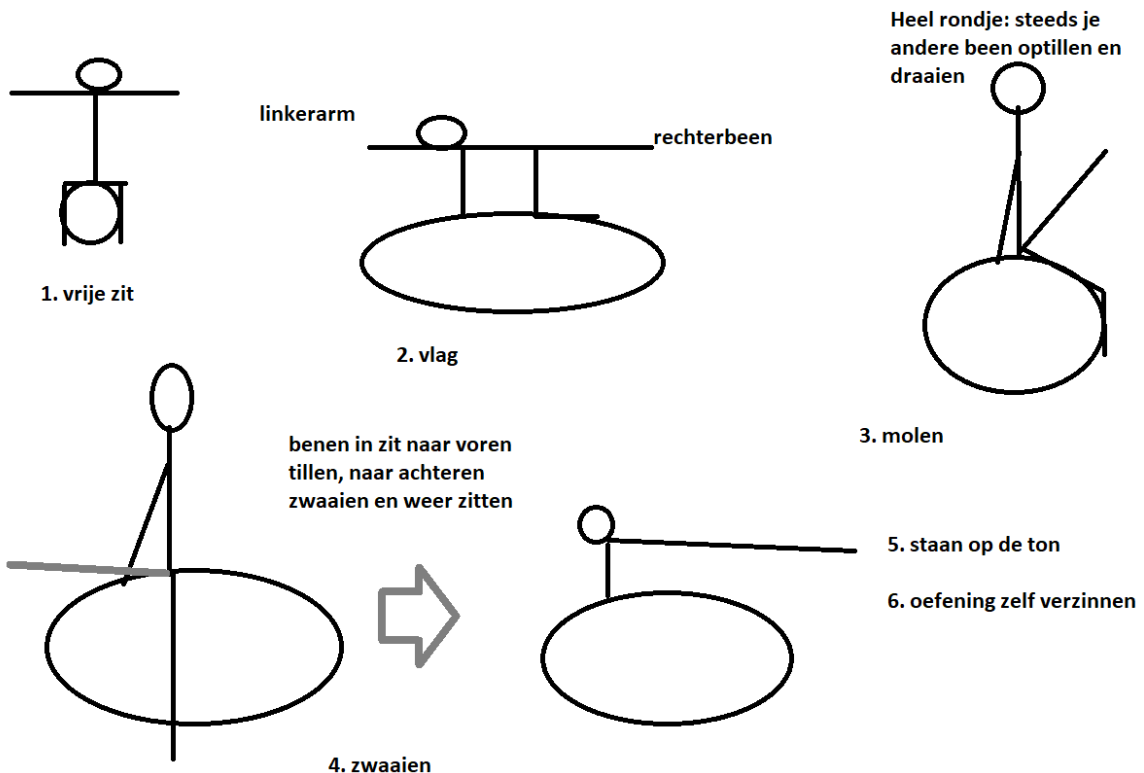 Heel rondje: steeds je
andere been optillen en
draaien
linkerarm
rechterbeen
1. vrije zit
2. vlag
3. molen
benen in zit naar voren
tillen, naar achteren
zwaaien en weer zitten
5. staan op de ton
6. oefening zelf verzinnen
4. zwaaien